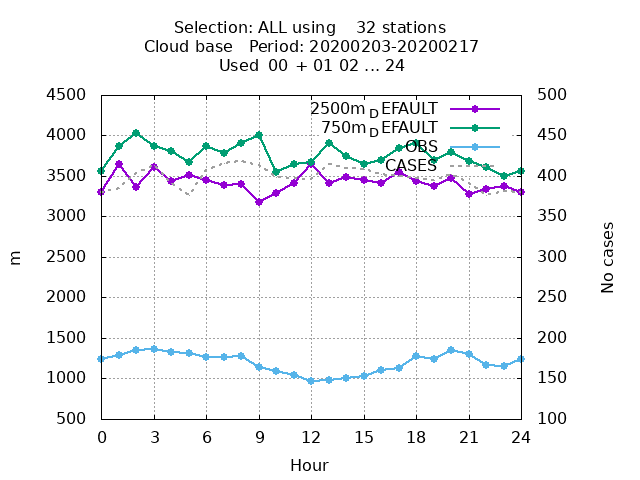 Selection: ALL using 32 stations
Cloud base Period: 20200203-20200217
Used 00 + 01 02 ... 24
4500 500
2500m_DEFAULT
750m_DEFAULT
4000 450
OBS
CASES
3500 400
3000 350
m
2500 300
No cases
2000 250
1500 200
1000 150
500 100
0 3 6 9 12 15 18 21 24
Hour